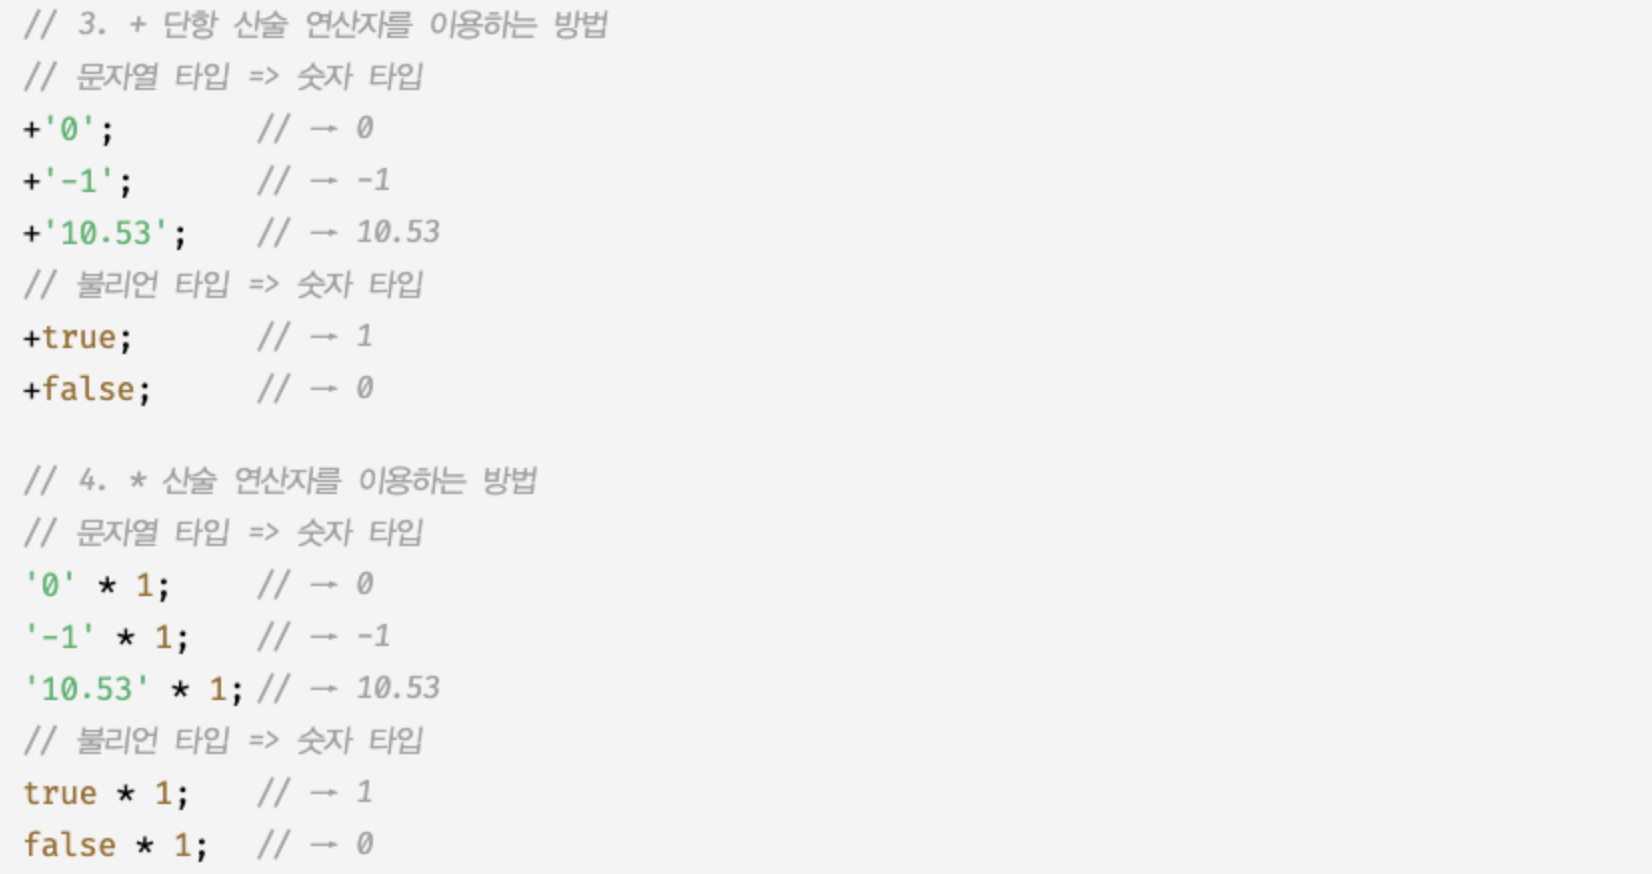 // 3. + 단항 산술 연산자를 이용하는 방법
// 문자열 타입 => 숫자 타입
+'0';        // → 0
+'-1';       // → -1
+'10.53';    // → 10.53
// 불리언 타입 => 숫자 타입
+true;       // → 1
+false;      // → 0

// 4. * 산술 연산자를 이용하는 방법
// 문자열 타입 => 숫자 타입
'0' * 1;     // → 0
'-1' * 1;    // → -1
'10.53' * 1; // → 10.53
// 불리언 타입 => 숫자 타입
true * 1;    // → 1
false * 1;   // → 0